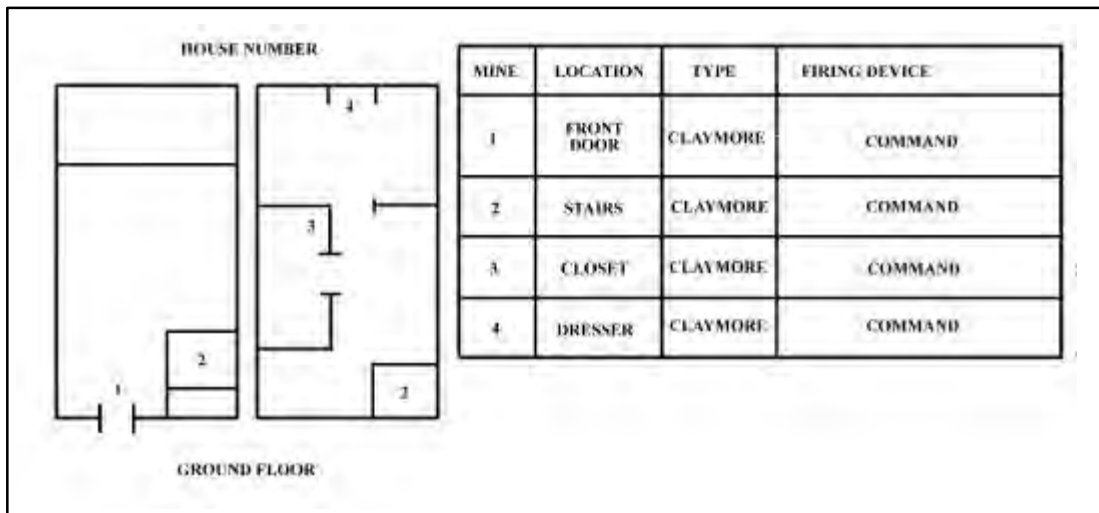 HOUSE NUMBER
4
3
2
1
2
GROUND FLOOR
MINE LOCATION TYPE FIRING DEVICE
1 FRONT DOOR CLAYMORE COMMAND
2 STAIRS CLAYMORE COMMAND
3 CLOSET CLAYMORE COMMAND
4 DRESSER CLAYMORE COMMAND